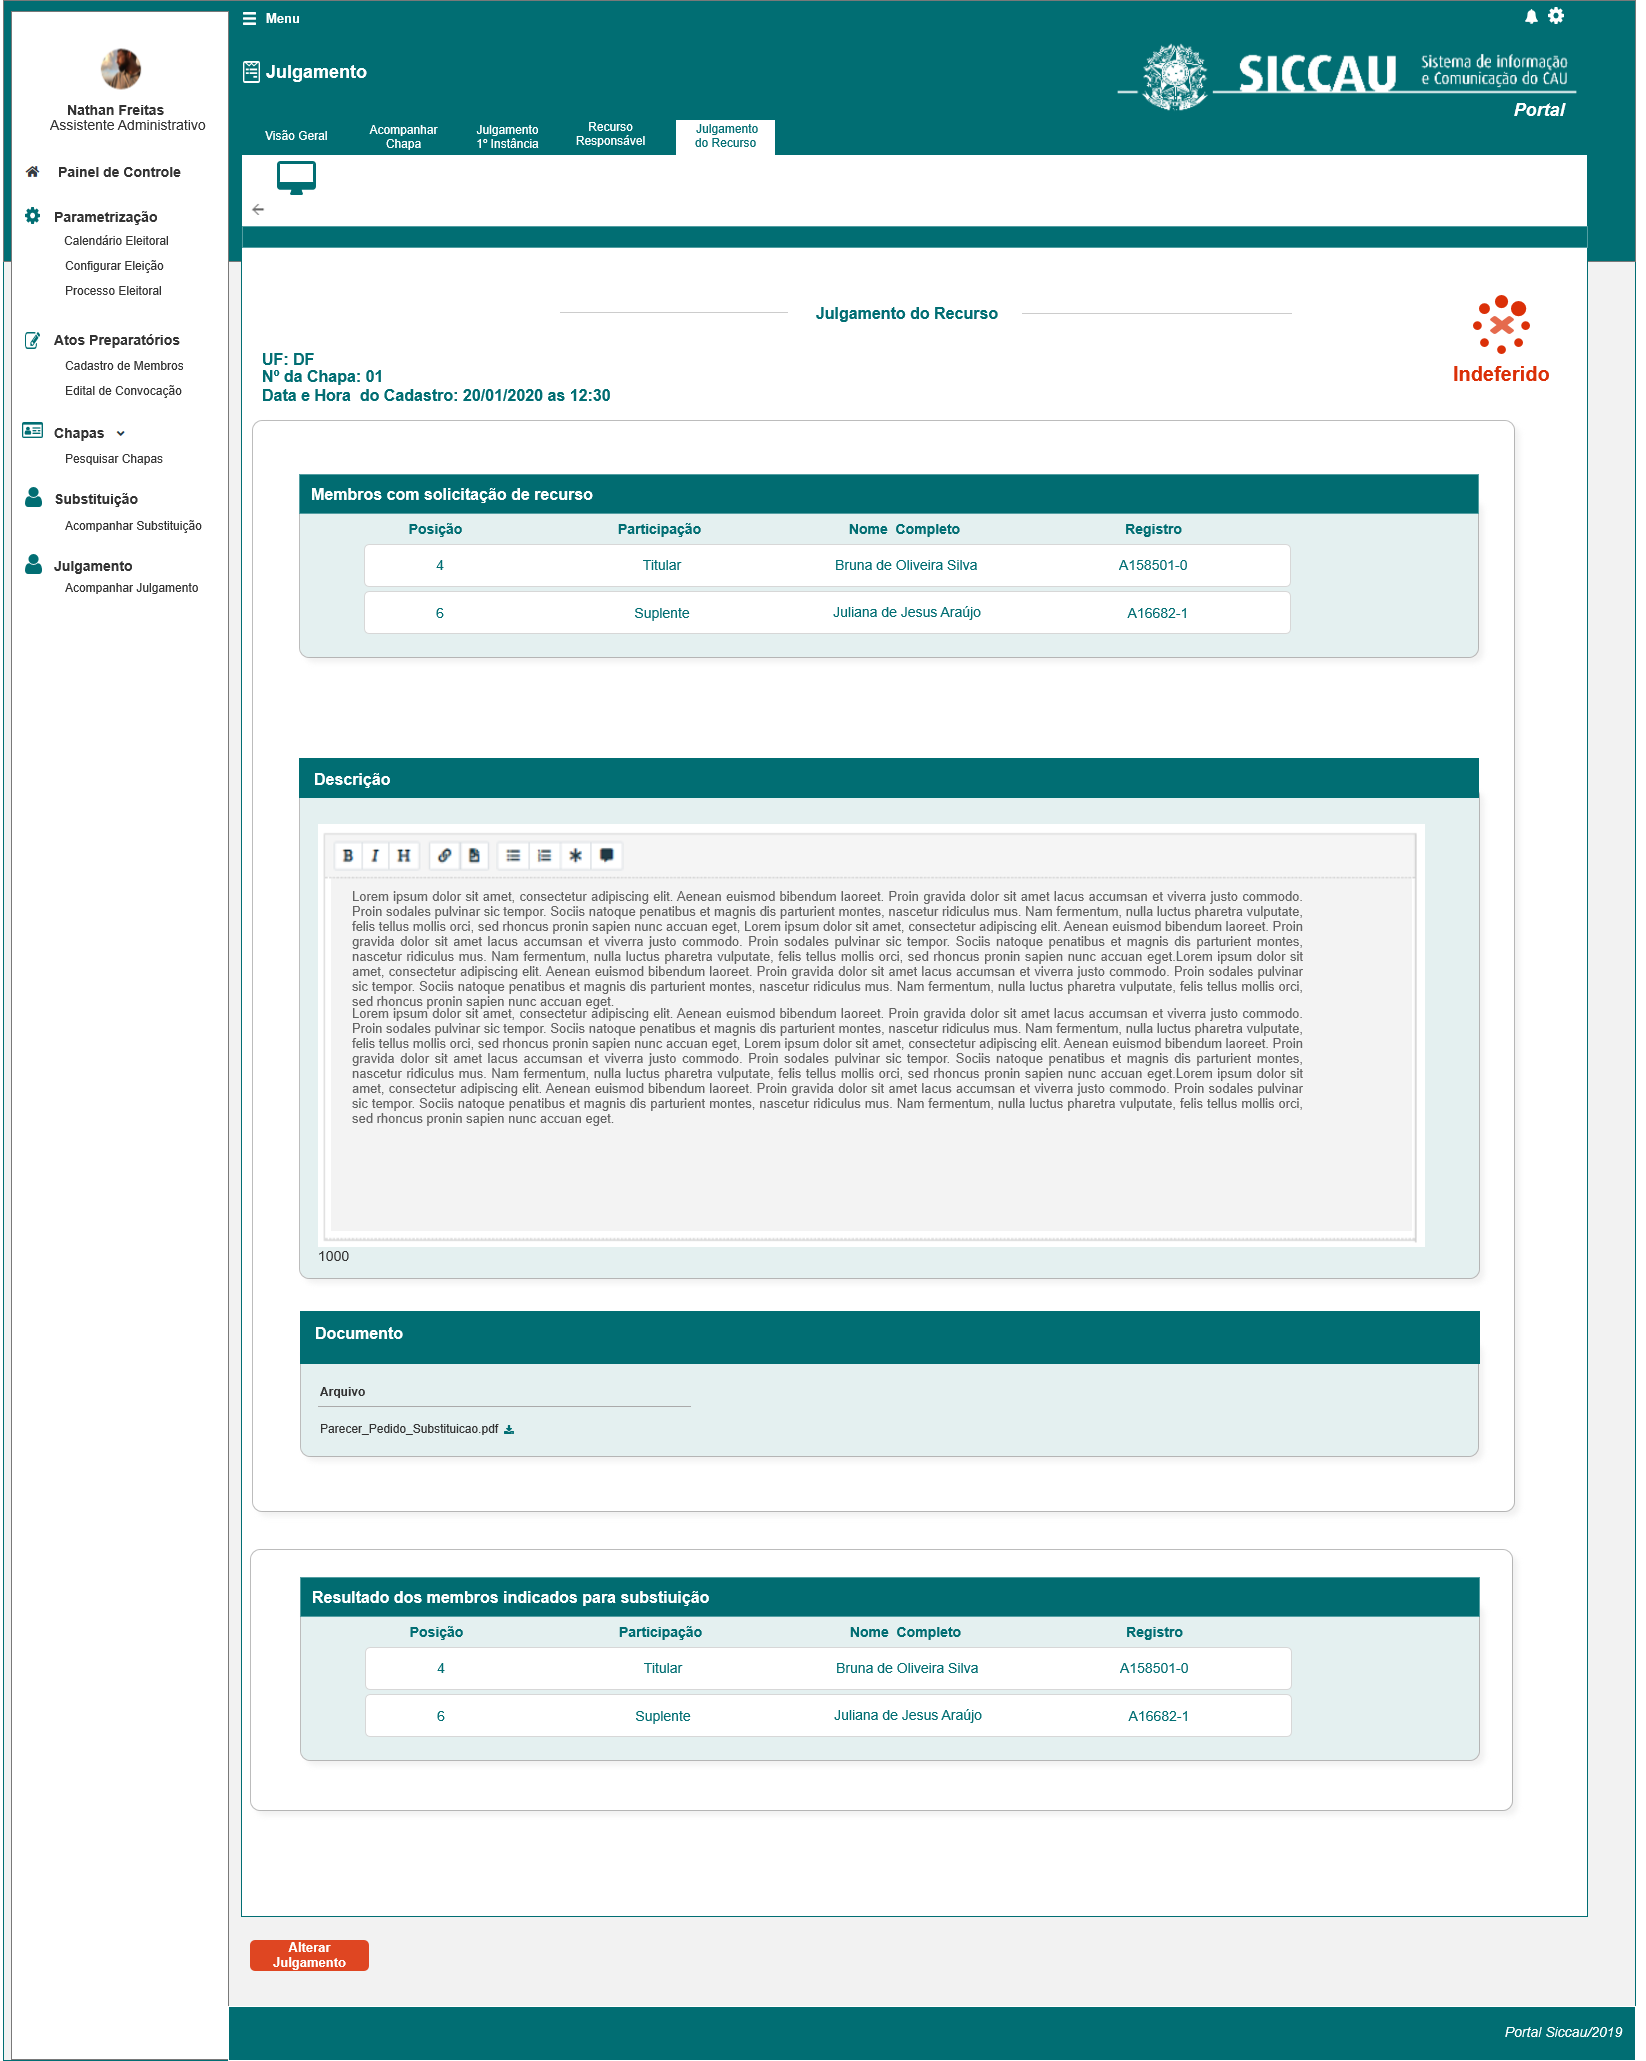 Menu
Julgamento
SICCAU
Sistema de informação
e Comunicação do CAU
Portal
Visão Geral
Acompanhar
Chapa
Julgamento
1º Instância
Recurso
Responsável
Julgamento
do Recurso
Nathan Freitas
Assistente Administrativo
Painel de Controle
Parametrização
Calendário Eleitoral
Configurar Eleição
Processo Eleitoral
Atos Preparatórios
Cadastro de Membros
Edital de Convocação
Chapas
Pesquisar Chapas
Substituição
Acompanhar Substituição
Julgamento
Acompanhar Julgamento
Julgamento do Recurso
Indeferido
UF: DF
Nº da Chapa: 01
Data e Hora do Cadastro: 20/01/2020 as 12:30
Membros com solicitação de recurso
Posição Participação Nome Completo Registro
4 Titular Bruna de Oliveira Silva A158501-0
6 Suplente Juliana de Jesus Araújo A16682-1
Descrição
B I H
Lorem ipsum dolor sit amet, consectetur adipiscing elit. Aenean euismod bibendum laoreet. Proin gravida dolor sit amet lacus accumsan et viverra justo commodo.
Proin sodales pulvinar sic tempor. Sociis natoque penatibus et magnis dis parturient montes, nascetur ridiculus mus. Nam fermentum, nulla luctus pharetra vulputate,
felis tellus mollis orci, sed rhoncus pronin sapien nunc accuan eget, Lorem ipsum dolor sit amet, consectetur adipiscing elit. Aenean euismod bibendum laoreet. Proin
gravida dolor sit amet lacus accumsan et viverra justo commodo. Proin sodales pulvinar sic tempor. Sociis natoque penatibus et magnis dis parturient montes,
nascetur ridiculus mus. Nam fermentum, nulla luctus pharetra vulputate, felis tellus mollis orci, sed rhoncus pronin sapien nunc accuan eget.Lorem ipsum dolor sit
amet, consectetur adipiscing elit. Aenean euismod bibendum laoreet. Proin gravida dolor sit amet lacus accumsan et viverra justo commodo. Proin sodales pulvinar
sic tempor. Sociis natoque penatibus et magnis dis parturient montes, nascetur ridiculus mus. Nam fermentum, nulla luctus pharetra vulputate, felis tellus mollis orci,
sed rhoncus pronin sapien nunc accuan eget.
Lorem ipsum dolor sit amet, consectetur adipiscing elit. Aenean euismod bibendum laoreet. Proin gravida dolor sit amet lacus accumsan et viverra justo commodo.
Proin sodales pulvinar sic tempor. Sociis natoque penatibus et magnis dis parturient montes, nascetur ridiculus mus. Nam fermentum, nulla luctus pharetra vulputate,
felis tellus mollis orci, sed rhoncus pronin sapien nunc accuan eget, Lorem ipsum dolor sit amet, consectetur adipiscing elit. Aenean euismod bibendum laoreet. Proin
gravida dolor sit amet lacus accumsan et viverra justo commodo. Proin sodales pulvinar sic tempor. Sociis natoque penatibus et magnis dis parturient montes,
nascetur ridiculus mus. Nam fermentum, nulla luctus pharetra vulputate, felis tellus mollis orci, sed rhoncus pronin sapien nunc accuan eget.Lorem ipsum dolor sit
amet, consectetur adipiscing elit. Aenean euismod bibendum laoreet. Proin gravida dolor sit amet lacus accumsan et viverra justo commodo. Proin sodales pulvinar
sic tempor. Sociis natoque penatibus et magnis dis parturient montes, nascetur ridiculus mus. Nam fermentum, nulla luctus pharetra vulputate, felis tellus mollis orci,
sed rhoncus pronin sapien nunc accuan eget.
1000
Documento
Arquivo
Parecer_Pedido_Substituicao.pdf
Resultado dos membros indicados para substiuição
Posição Participação Nome Completo Registro
4 Titular Bruna de Oliveira Silva A158501-0
6 Suplente Juliana de Jesus Araújo A16682-1
Alterar
Julgamento
Portal Siccau/2019